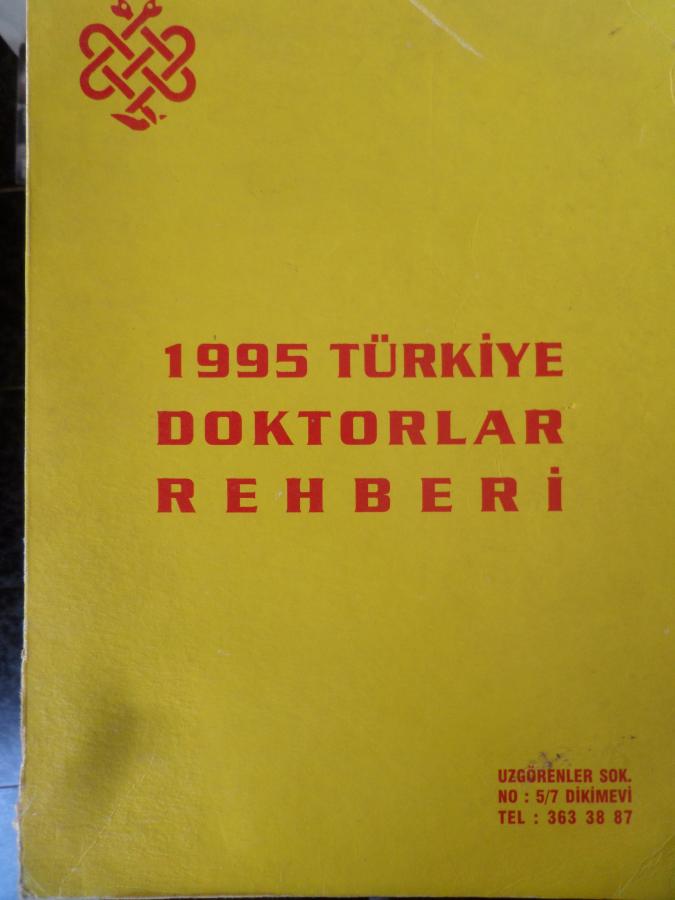 1995 TÜRKİYE
DOKTORLAR
REHBERİ
UZGÖRENLER SOK.
NO : 5/7 DİKİMEVİ
TEL : 363 38 87